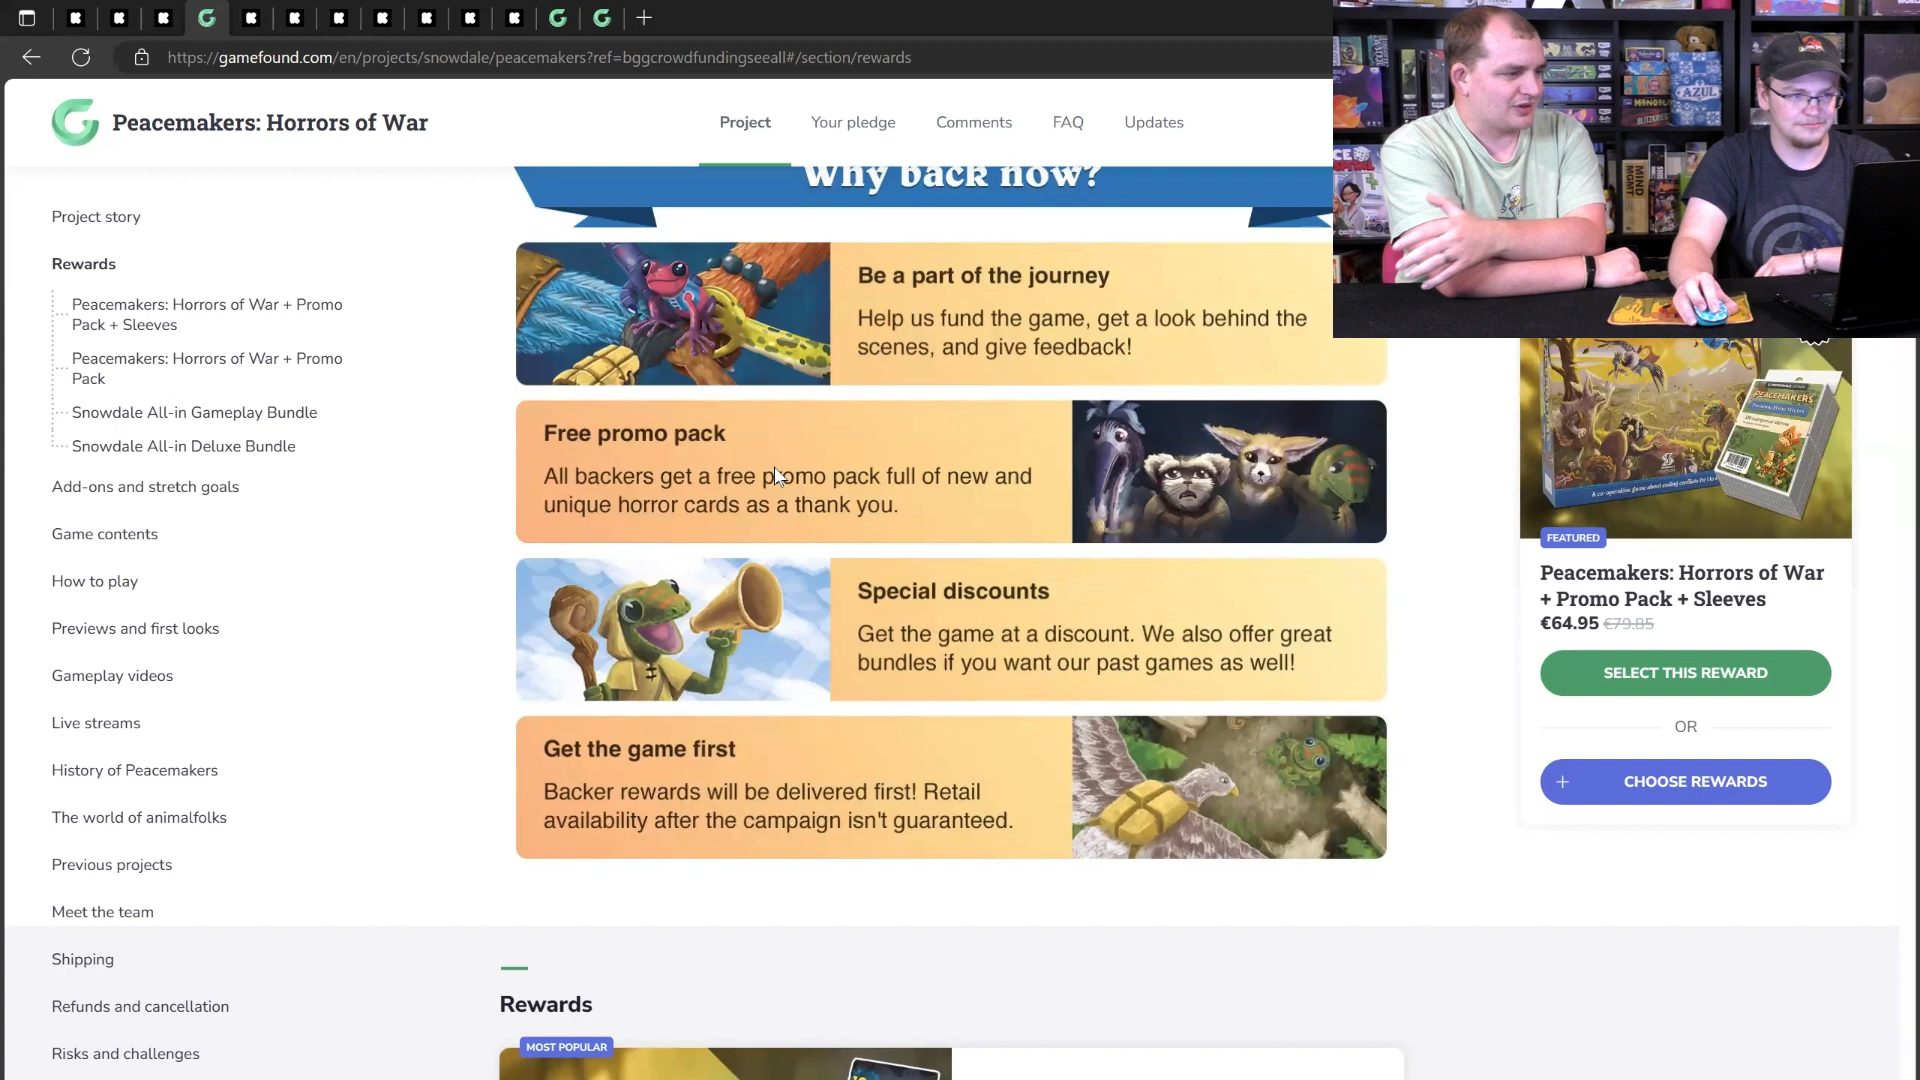 https://gamefound.com/en/projects/snowdale/peacemakers?ref=bggcrowdfundingseeall#/section/rewards
Peacemakers: Horrors of War
Project
Your pledge
Comments
FAQ
Updates
Project story
Rewards
Peacemakers: Horrors of War + Promo
Pack + Sleeves
Peacemakers: Horrors of War + Promo
Pack
Snowdale All-in Gameplay Bundle
Snowdale All-in Deluxe Bundle
Add-ons and stretch goals
Game contents
How to play
Previews and first looks
Gameplay videos
Live streams
History of Peacemakers
The world of animalfolks
Previous projects
Meet the team
Shipping
Refunds and cancellation
Risks and challenges
Why back now?
Be a part of the journey
Help us fund the game, get a look behind the
scenes, and give feedback!
Free promo pack
All backers get a free promo pack full of new and
unique horror cards as a thank you.
Special discounts
Get the game at a discount. We also offer great
bundles if you want our past games as well!
Get the game first
Backer rewards will be delivered first! Retail
availability after the campaign isn't guaranteed.
Rewards
MOST POPULAR
AZUL
MIND
MGMT
PEACEMAKERS
FEATURED
Peacemakers: Horrors of War
+ Promo Pack + Sleeves
€64.95 €79.85
SELECT THIS REWARD
OR
+ CHOOSE REWARDS